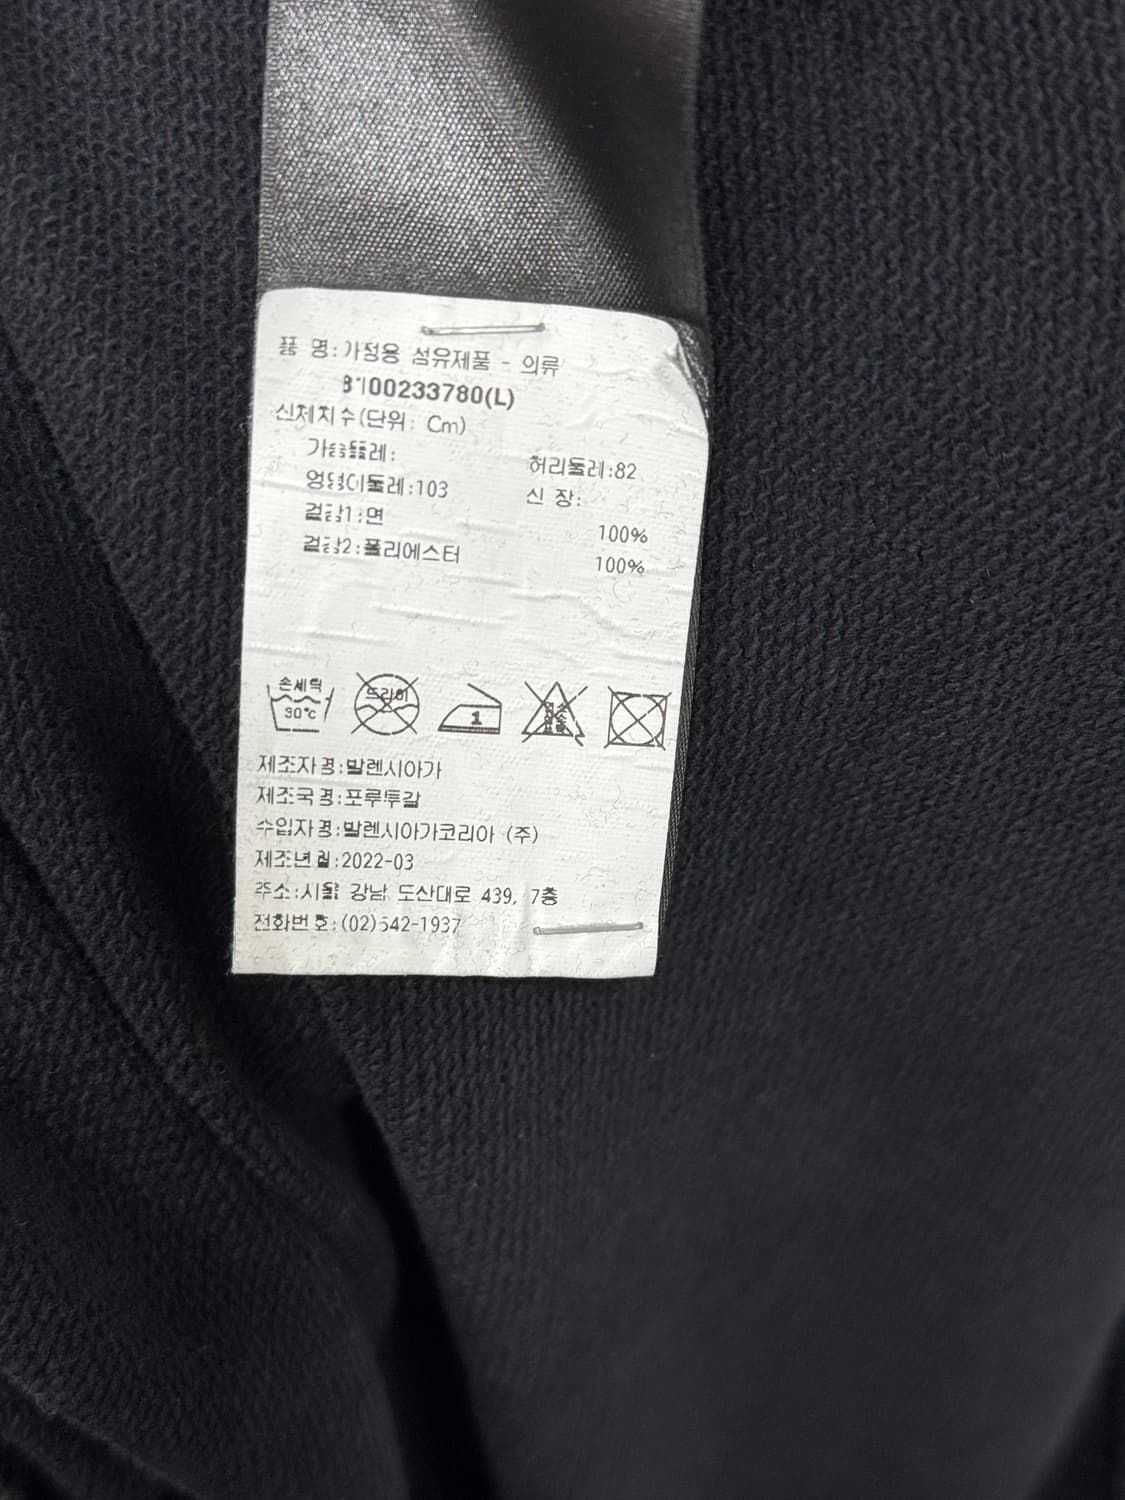 품 명:가정용 섬유제품 - 의류
8100233780(L)
신체치수(단위: Cm)
가슴둘레: 허리둘레:82
엉덩이둘레:103 신 장:
겉감1:면 100%
겉감2:폴리에스터 100%
손세탁 30°c 드라이 1
제조자명:발렌시아가
제조국명:포루투갈
수입자명:발렌시아가코리아 (주)
제조년월:2022-03
주소:시울 강남 도산대로 439, 7층
전화번호:(02)542-1937